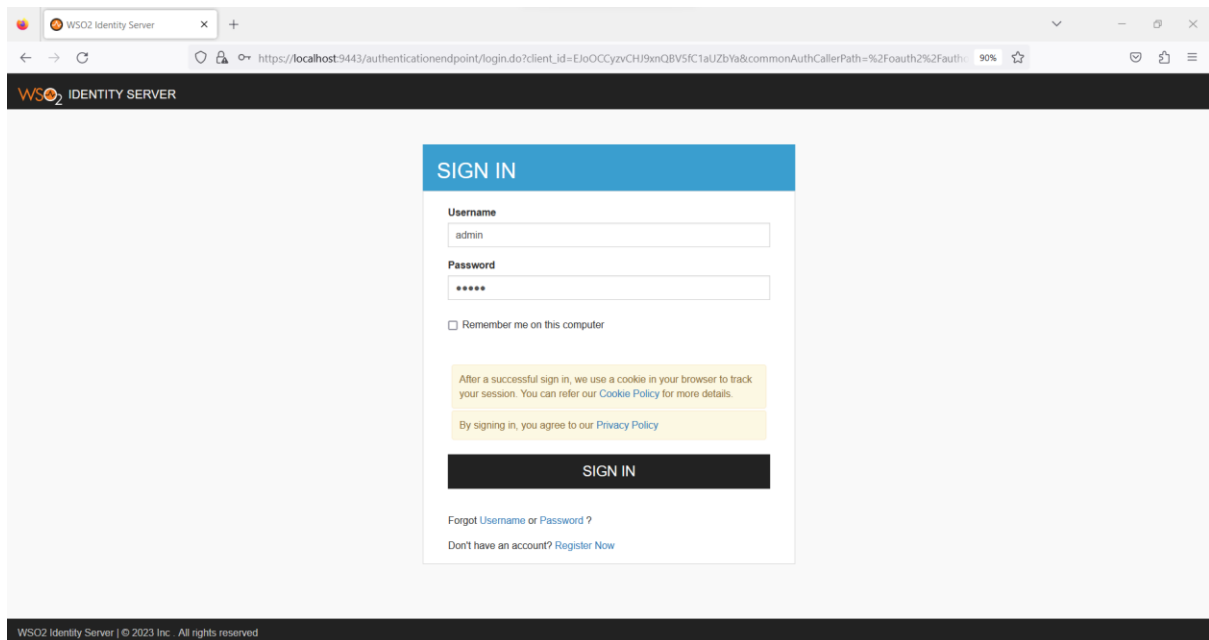 WSO2 Identity Server
https://localhost:9443/authenticationendpoint/login.do?client_id=EJoOCCyzvCHJ9xnQBV5fC1aUZbYa&commonAuthCallerPath=%2Foauth2%2Fautho
90%
WSO2 IDENTITY SERVER
SIGN IN
Username
admin
Password
•••••
Remember me on this computer
After a successful sign in, we use a cookie in your browser to track
your session. You can refer our Cookie Policy for more details.
By signing in, you agree to our Privacy Policy
SIGN IN
Forgot Username or Password ?
Don't have an account? Register Now
WSO2 Identity Server | © 2023 Inc . All rights reserved